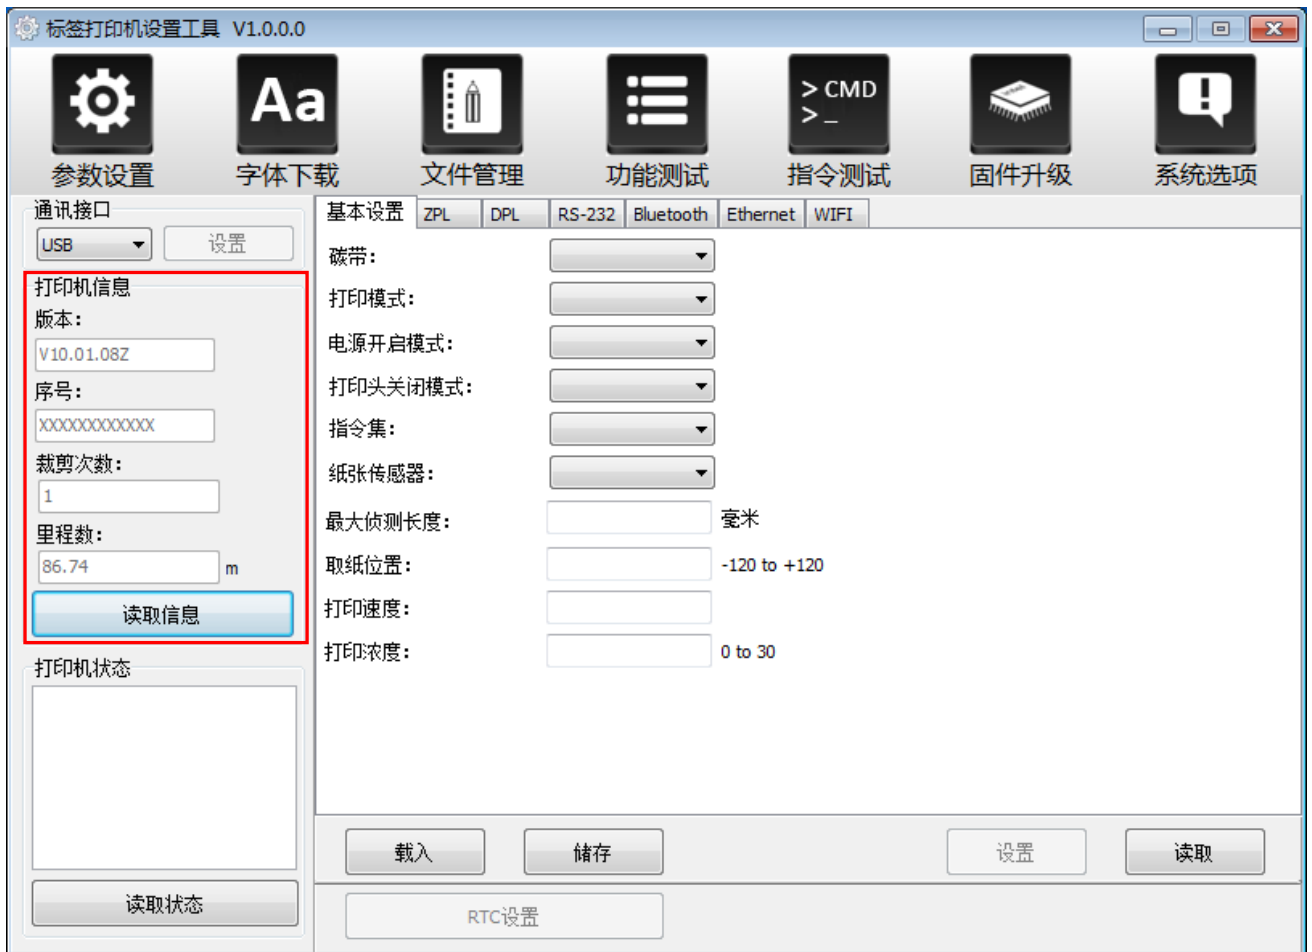 标签打印机设置工具 V1.0.0.0
Aa
> CMD
> _
参数设置 字体下载 文件管理 功能测试 指令测试 固件升级 系统选项
通讯接口
USB 设置
打印机信息
版本:
V10.01.08Z
序号:
XXXXXXXXXXXX
裁剪次数:
1
里程数:
86.74 m
读取信息
打印机状态
读取状态
基本设置 ZPL DPL RS-232 Bluetooth Ethernet WIFI
碳带:
打印模式:
电源开启模式:
打印头关闭模式:
指令集:
纸张传感器:
最大侦测长度: 毫米
取纸位置: -120 to +120
打印速度:
打印浓度: 0 to 30
载入 储存 设置 读取
RTC设置